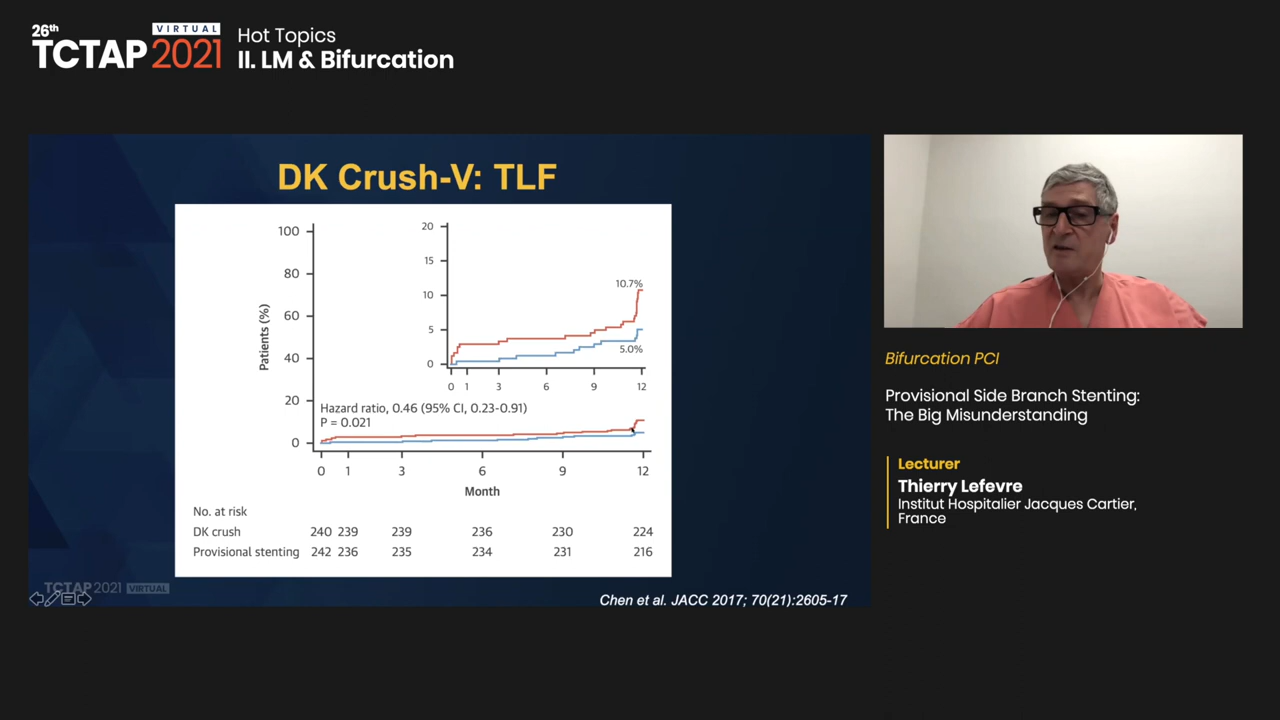 26th
VIRTUAL
TCTAP 2021
Hot Topics
II. LM & Bifurcation
DK Crush-V: TLF
Patients (%)
100
80
60
40
20
0
20
15
10
5
0
10.7%
5.0%
0 1 3 6 9 12
Hazard ratio, 0.46 (95% CI, 0.23-0.91)
P = 0.021
0 1 3 6 9 12
Month
No. at risk
DK crush 240 239 239 236 230 224
Provisional stenting 242 236 235 234 231 216
TCTAP 2021 VIRTUAL
Chen et al. JACC 2017; 70(21):2605-17
Bifurcation PCI
Provisional Side Branch Stenting:
The Big Misunderstanding
Lecturer
Thierry Lefevre
Institut Hospitalier Jacques Cartier,
France